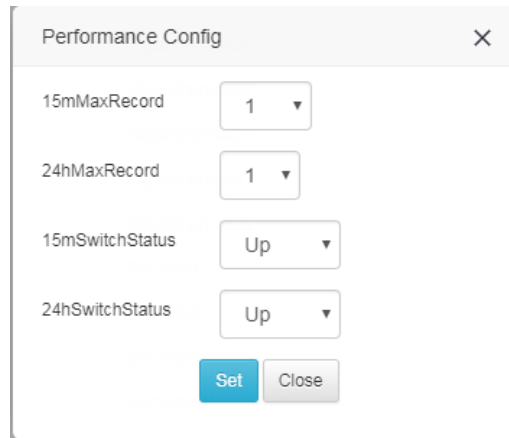 Performance Config
15mMaxRecord 1
24hMaxRecord 1
15mSwitchStatus Up
24hSwitchStatus Up
Set Close